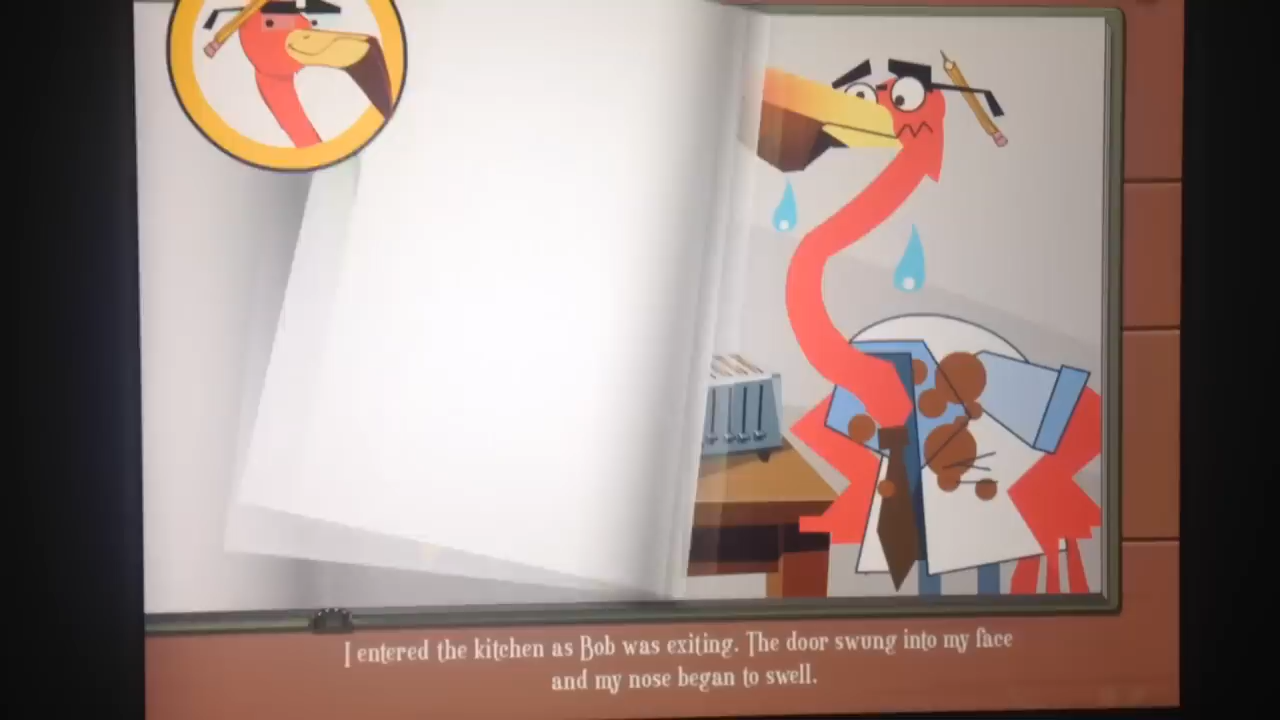 I entered the kitchen as Bob was exiting. The door swung into my face
and my nose began to swell.